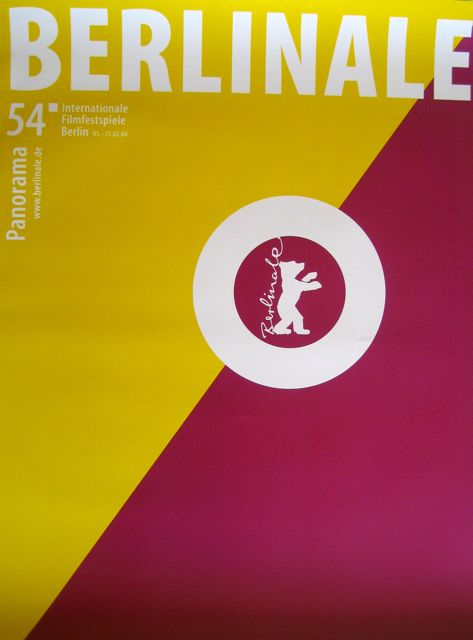 BERLINALE
54
Internationale
Filmfestspiele
Berlin 05. - 15.02.04
Panorama
www.berlinale.de
Berlinale